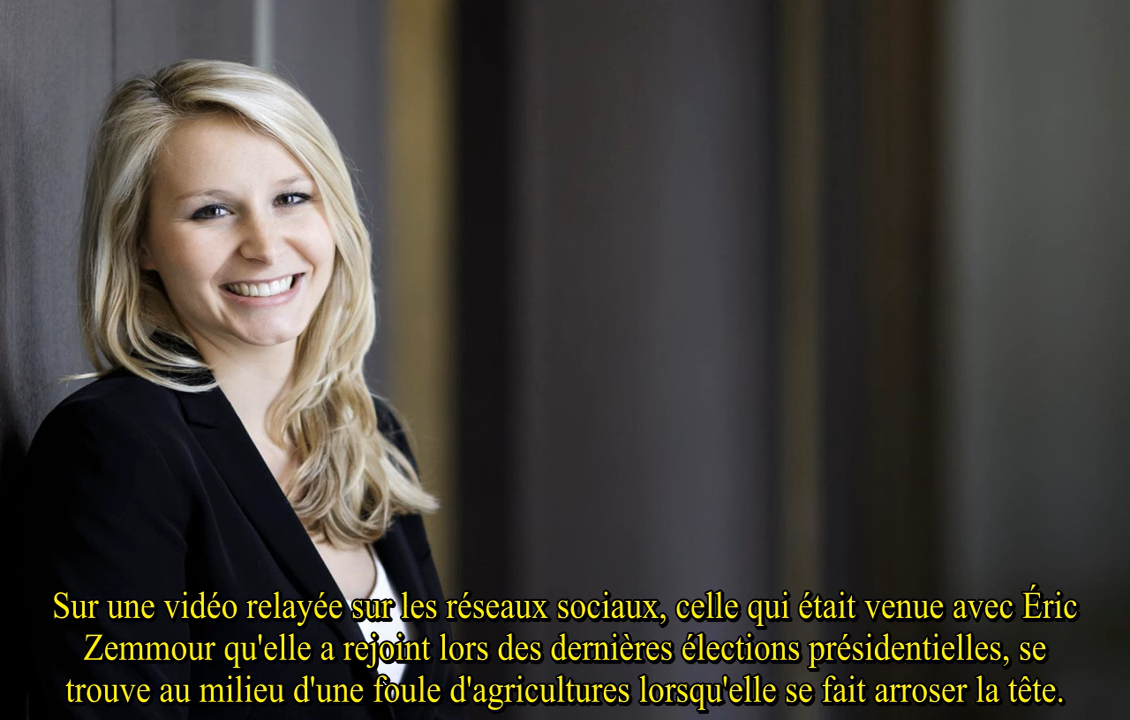 Sur une vidéo relayée sur les réseaux sociaux, celle qui était venue avec Éric
Zemmour qu'elle a rejoint lors des dernières élections présidentielles, se
trouve au milieu d'une foule d'agricultures lorsqu'elle se fait arroser la tête.